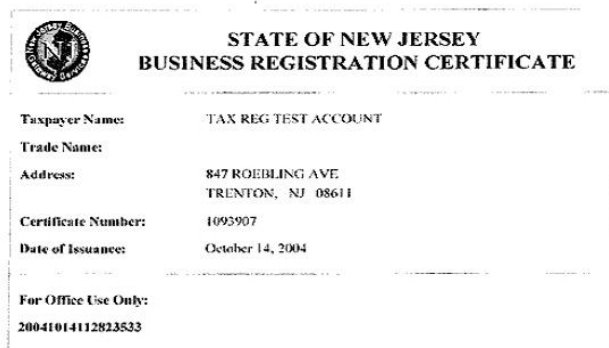 STATE OF NEW JERSEY
BUSINESS REGISTRATION CERTIFICATE
Taxpayer Name: TAX REG TEST ACCOUNT
Trade Name:
Address: 847 ROEBLING AVE
TRENTON, NJ 08611
Certificate Number: 1093907
Date of Issuance: October 14, 2004
For Office Use Only:
20041014112823533